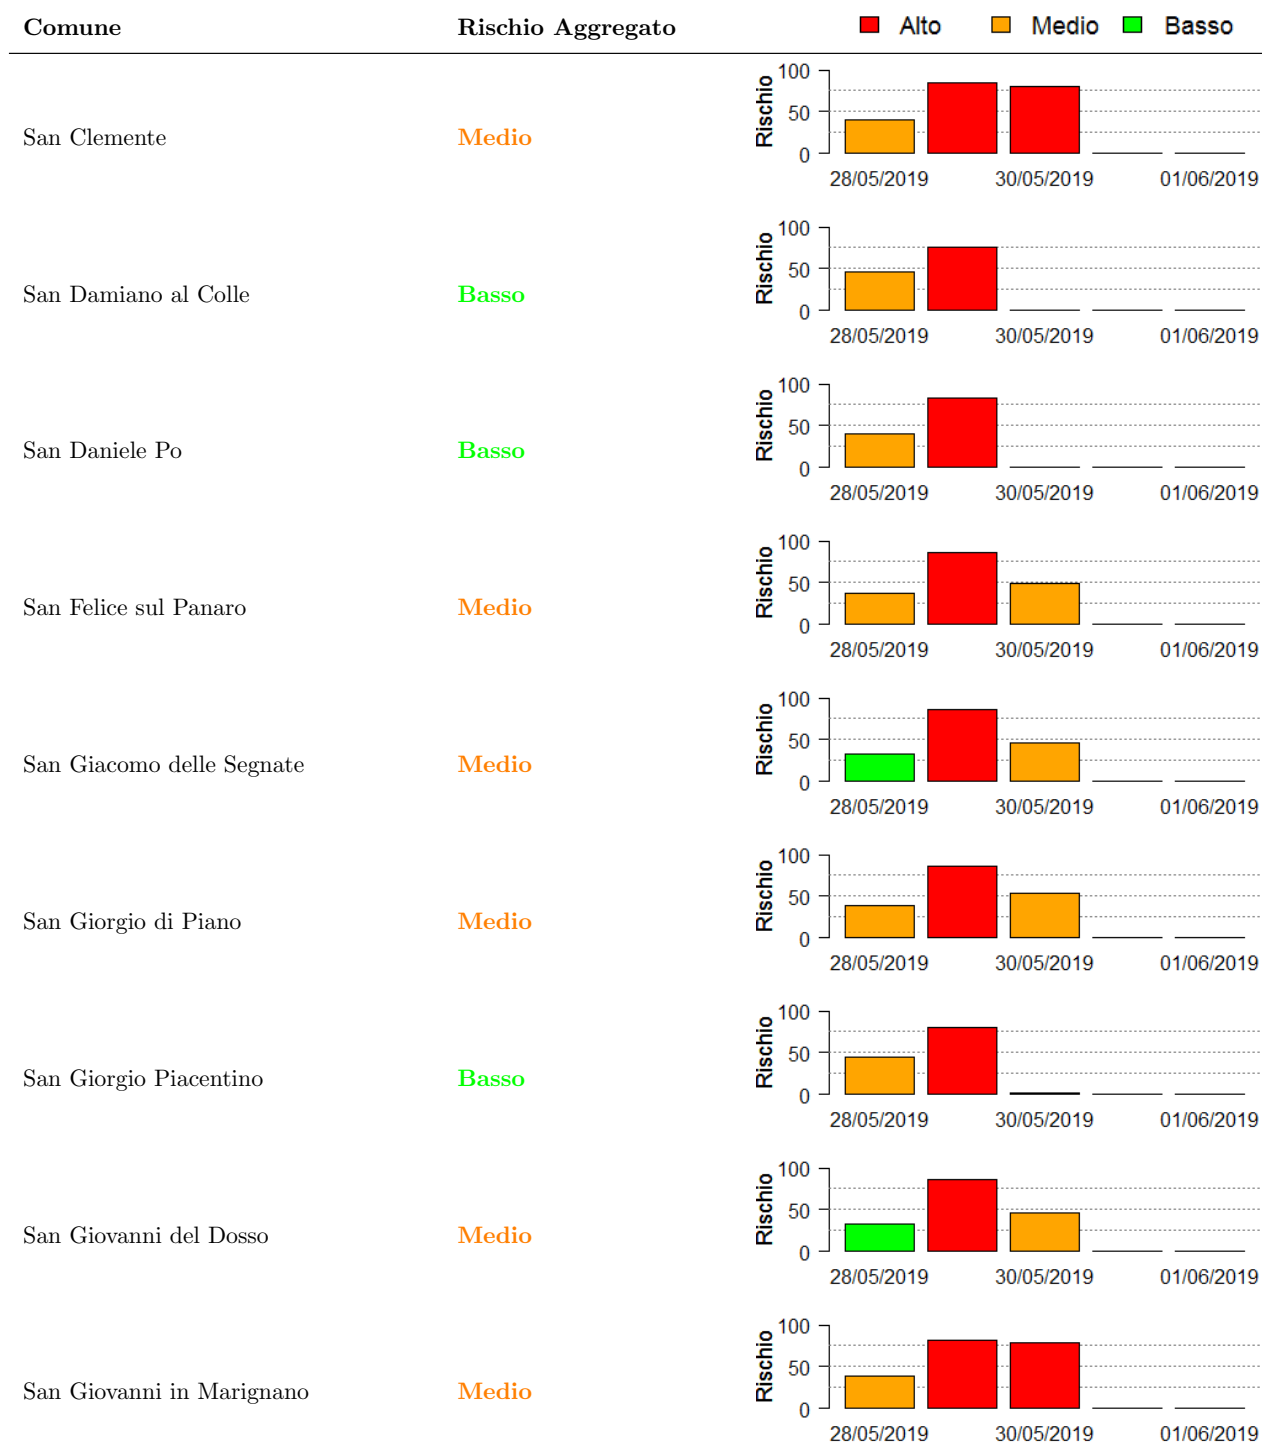 Comune Rischio Aggregato Alto Medio Basso
100
50
0
Rischio
San Clemente Medio
28/05/2019 30/05/2019 01/06/2019
100
50
0
Rischio
San Damiano al Colle Basso
28/05/2019 30/05/2019 01/06/2019
100
50
0
Rischio
San Daniele Po Basso
28/05/2019 30/05/2019 01/06/2019
100
50
0
Rischio
San Felice sul Panaro Medio
28/05/2019 30/05/2019 01/06/2019
100
50
0
Rischio
San Giacomo delle Segnate Medio
28/05/2019 30/05/2019 01/06/2019
100
50
0
Rischio
San Giorgio di Piano Medio
28/05/2019 30/05/2019 01/06/2019
100
50
0
Rischio
San Giorgio Piacentino Basso
28/05/2019 30/05/2019 01/06/2019
100
50
0
Rischio
San Giovanni del Dosso Medio
28/05/2019 30/05/2019 01/06/2019
100
50
0
Rischio
San Giovanni in Marignano Medio
28/05/2019 30/05/2019 01/06/2019